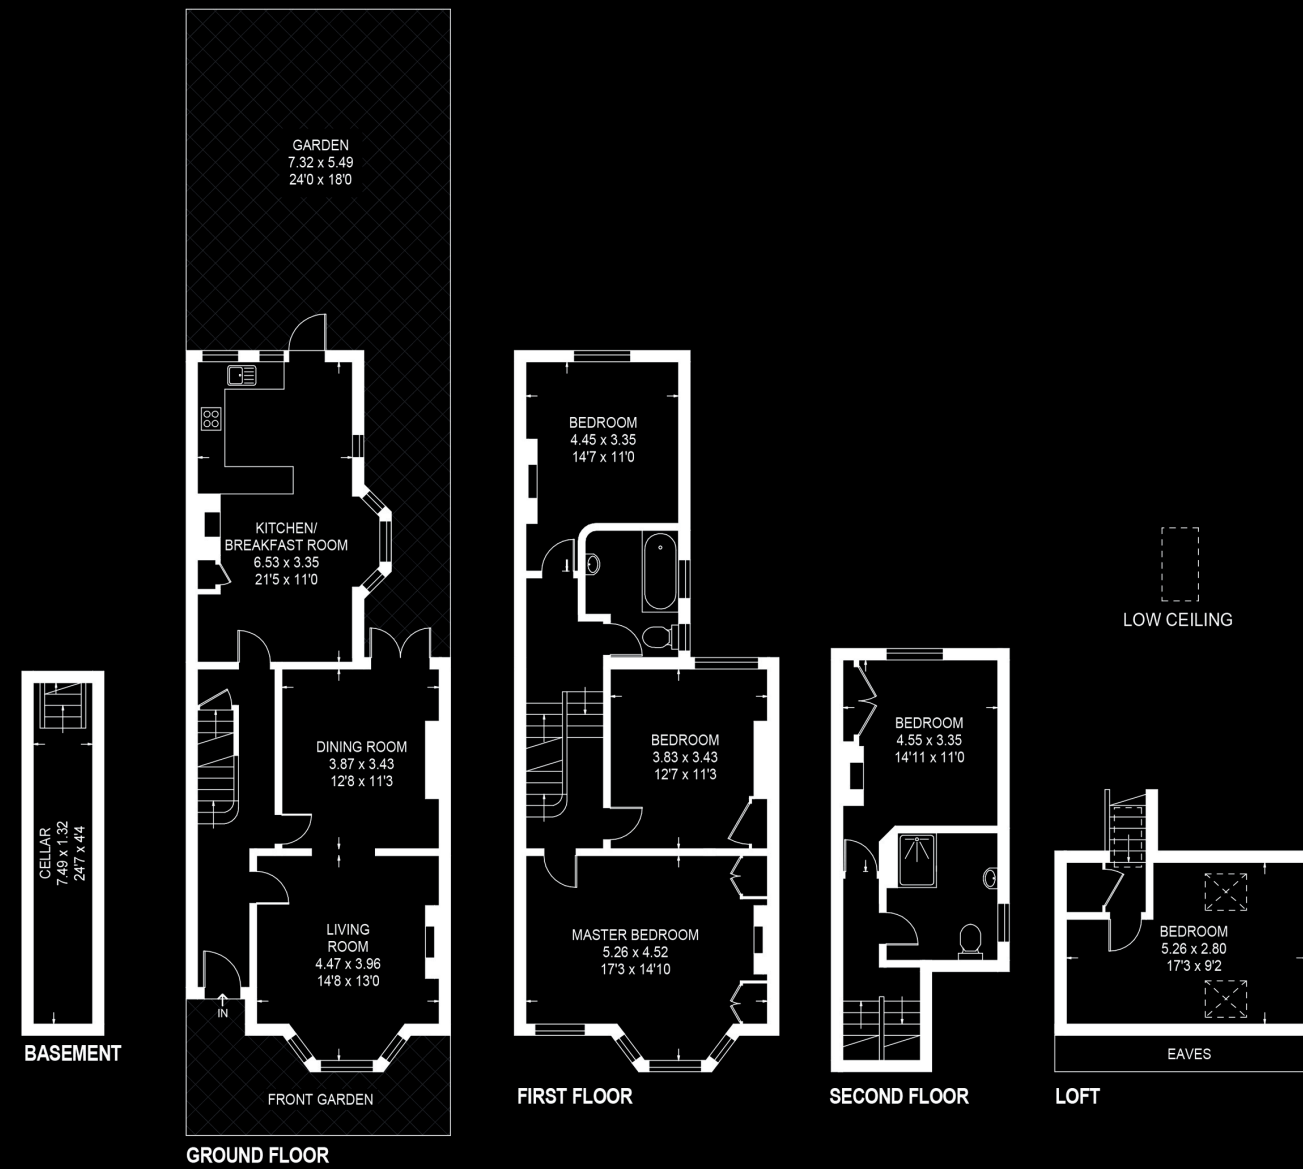 GARDEN
7.32 x 5.49
24'0 x 18'0
KITCHEN/
BREAKFAST ROOM
6.53 x 3.35
21'5 x 11'0
DINING ROOM
3.87 x 3.43
12'8 x 11'3
LIVING
ROOM
4.47 x 3.96
14'8 x 13'0
IN
FRONT GARDEN
GROUND FLOOR
CELLAR
7.49 x 1.32
24'7 x 4'4
BASEMENT
BEDROOM
4.45 x 3.35
14'7 x 11'0
BEDROOM
3.83 x 3.43
12'7 x 11'3
MASTER BEDROOM
5.26 x 4.52
17'3 x 14'10
FIRST FLOOR
BEDROOM
4.55 x 3.35
14'11 x 11'0
SECOND FLOOR
LOW CEILING
BEDROOM
5.26 x 2.80
17'3 x 9'2
EAVES
LOFT